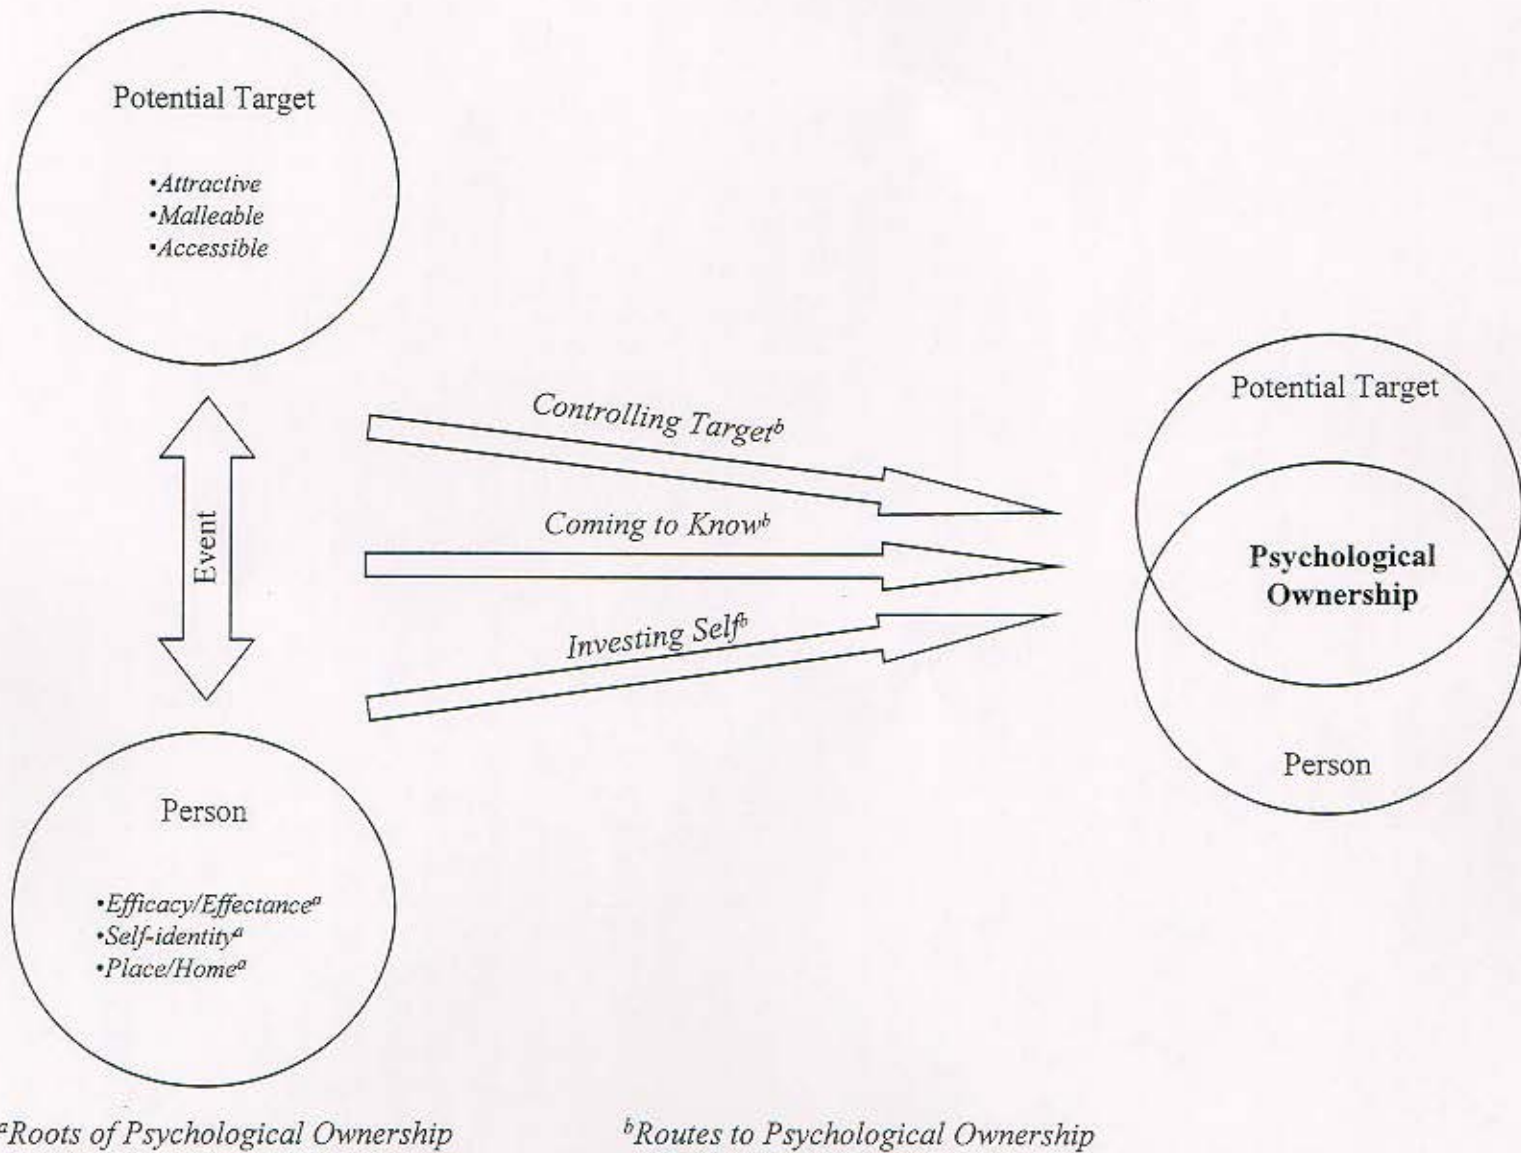 Potential Target
•Attractive
•Malleable
•Accessible
Event
Person
•Efficacy/Effectanceᵃ
•Self-identityᵃ
•Place/Homeᵃ
Controlling Targetᵇ
Coming to Knowᵇ
Investing Selfᵇ
Potential Target
Psychological
Ownership
Person
ᵃRoots of Psychological Ownership
ᵇRoutes to Psychological Ownership